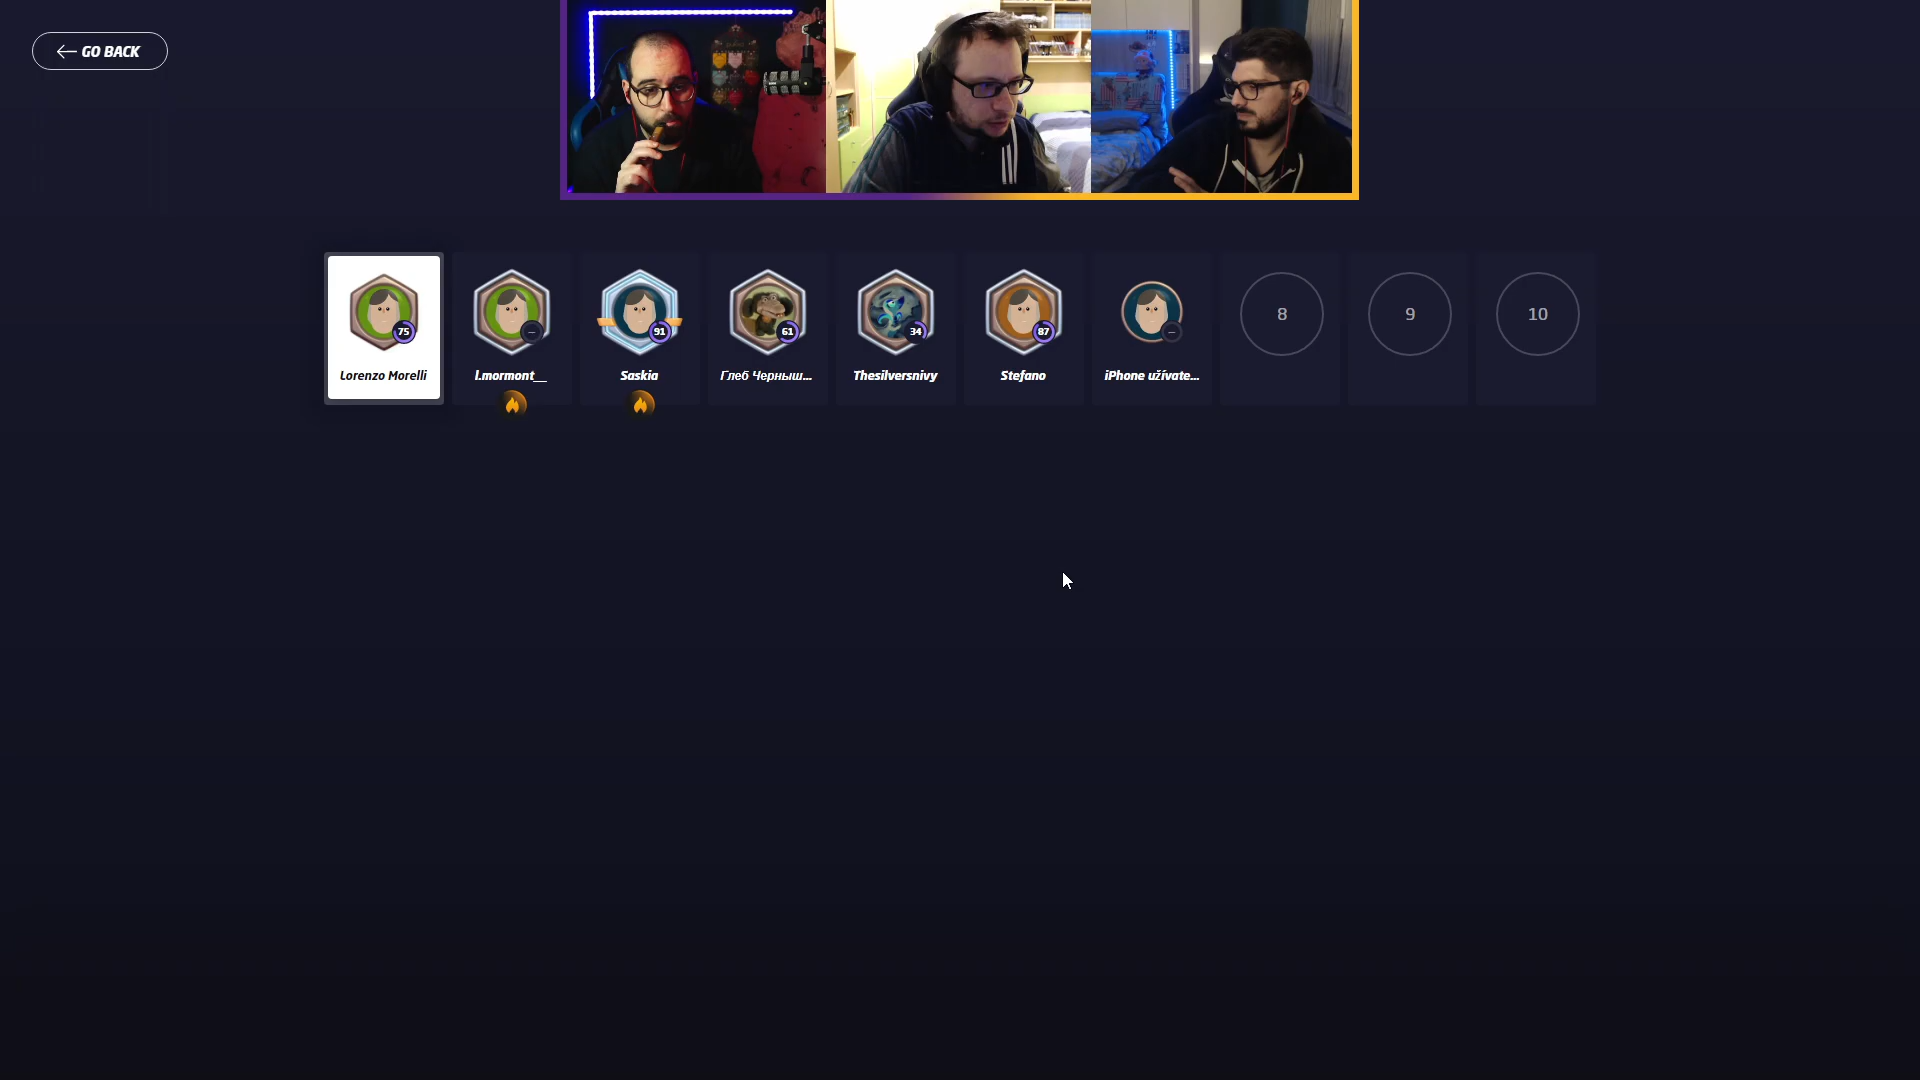 GO BACK
75
91
61
34
87
8
9
10
Lorenzo Morelli
l.mormont__
Saskia
Глеб Черныш...
Thesilversnivy
Stefano
iPhone uživate...